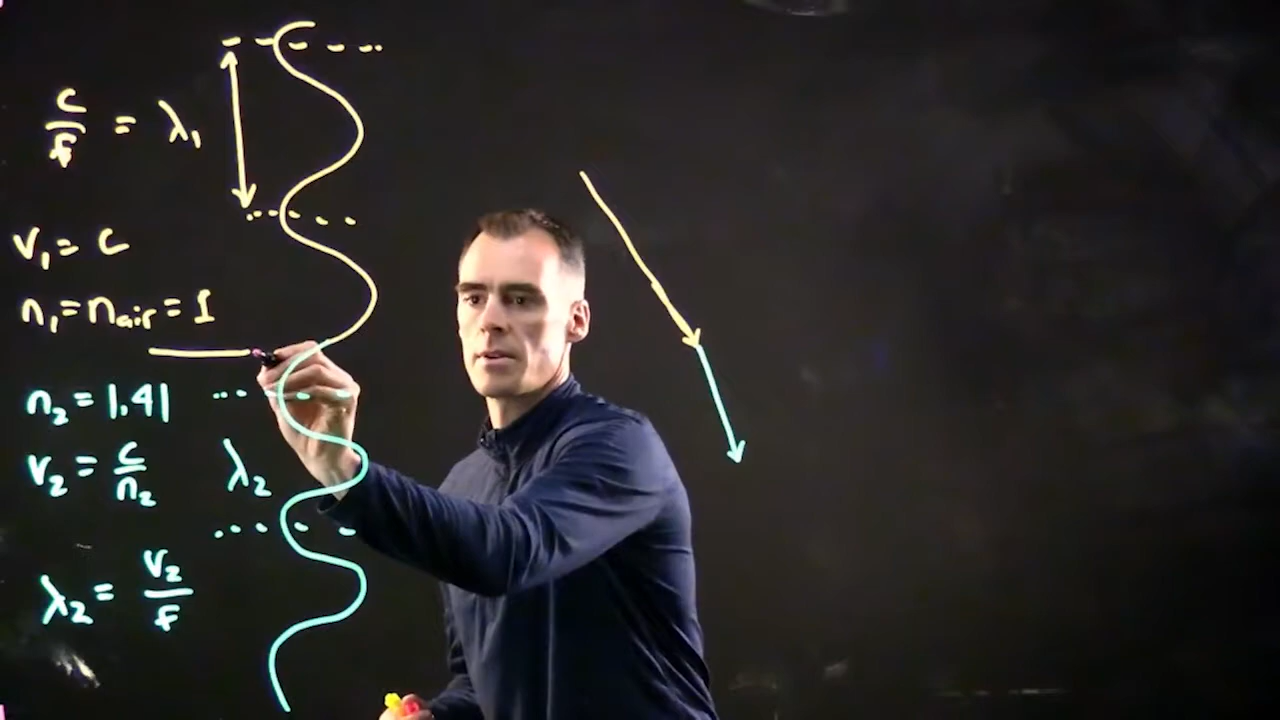 c/f = λ₁
v₁ = c
n₁ = nair = 1
n₂ = 1.41
v₂ = c/n₂
λ₂
λ₂ = v₂/f